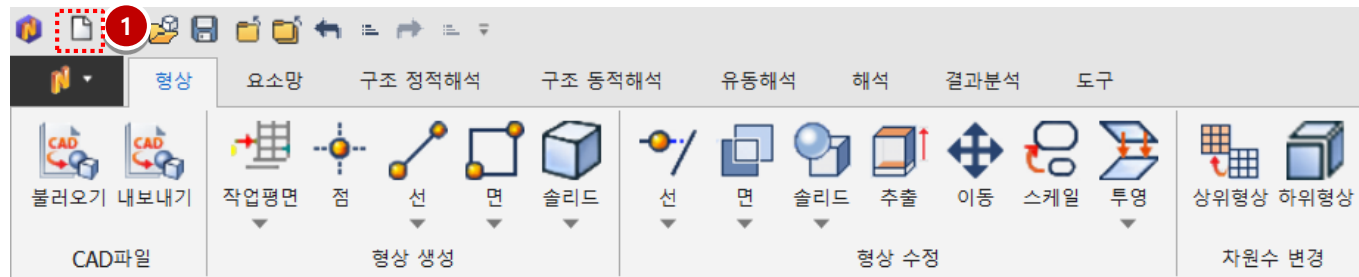 1
형상 요소망 구조 정적해석 구조 동적해석 유동해석 해석 결과분석 도구
CAD CAD
불러오기 내보내기 작업평면 점 선 면 솔리드 선 면 솔리드 추출 이동 스케일 투영 상위형상 하위형상
CAD파일 형상 생성 형상 수정 차원수 변경